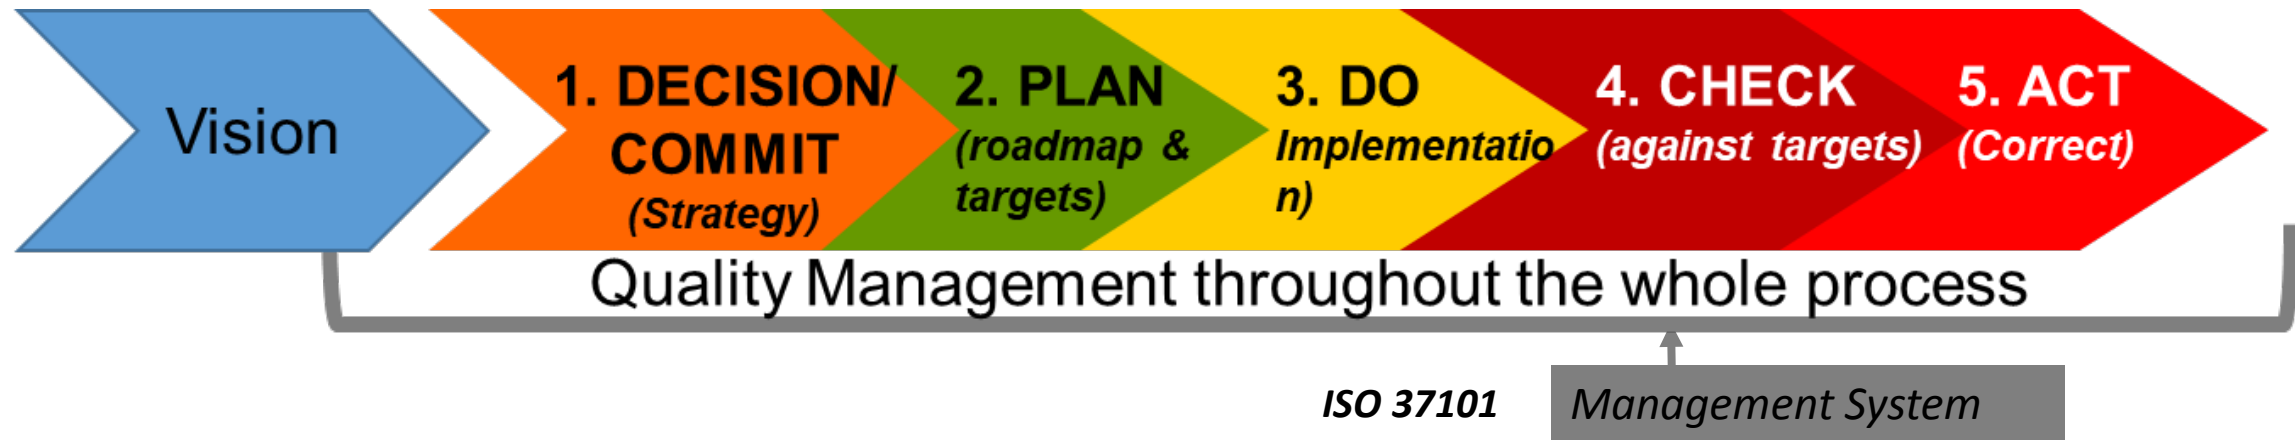 Vision
1. DECISION/
COMMIT
(Strategy)
2. PLAN
(roadmap &
targets)
3. DO
Implementatio
n)
4. CHECK
(against targets)
5. ACT
(Correct)
Quality Management throughout the whole process
ISO 37101
Management System